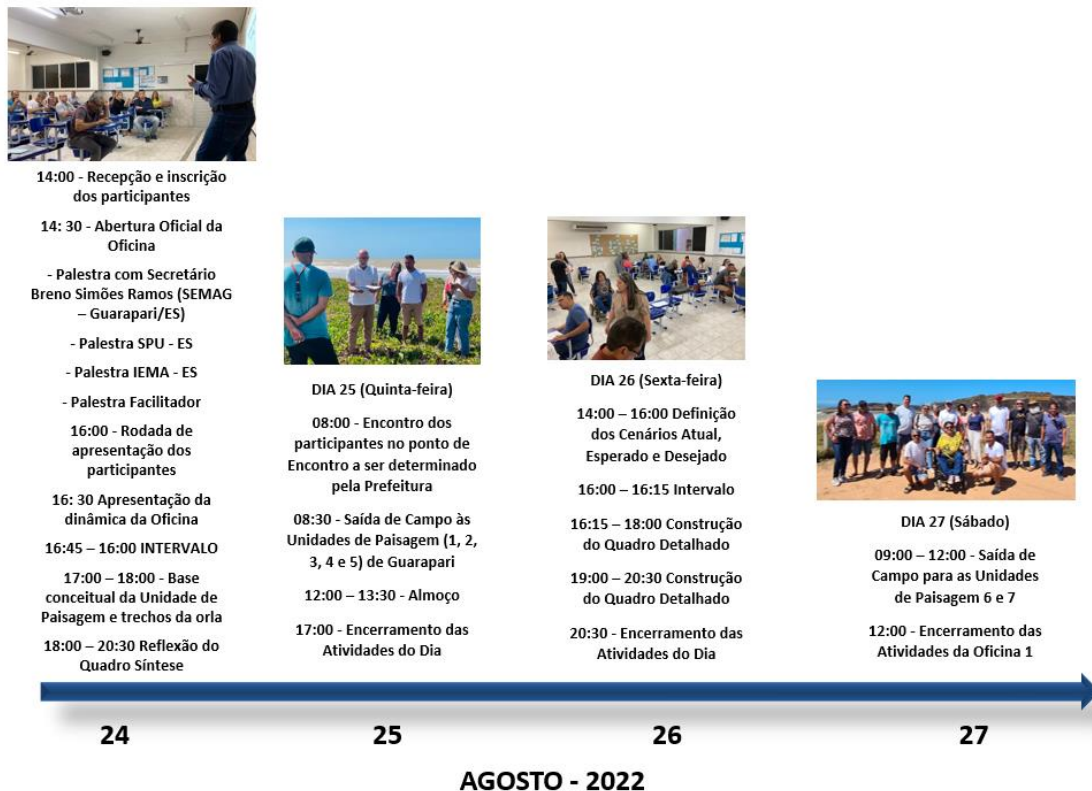 14:00 - Recepção e inscrição
dos participantes
14: 30 - Abertura Oficial da
Oficina
- Palestra com Secretário
Breno Simões Ramos (SEMAG
– Guarapari/ES)
- Palestra SPU - ES
- Palestra IEMA - ES
- Palestra Facilitador
16:00 - Rodada de
apresentação dos
participantes
16: 30 Apresentação da
dinâmica da Oficina
16:45 – 16:00 INTERVALO
17:00 – 18:00 - Base
conceitual da Unidade de
Paisagem e trechos da orla
18:00 – 20:30 Reflexão do
Quadro Síntese
DIA 25 (Quinta-feira)
08:00 - Encontro dos
participantes no ponto de
Encontro a ser determinado
pela Prefeitura
08:30 - Saída de Campo às
Unidades de Paisagem (1, 2,
3, 4 e 5) de Guarapari
12:00 – 13:30 - Almoço
17:00 - Encerramento das
Atividades do Dia
DIA 26 (Sexta-feira)
14:00 – 16:00 Definição
dos Cenários Atual,
Esperado e Desejado
16:00 – 16:15 Intervalo
16:15 – 18:00 Construção
do Quadro Detalhado
19:00 – 20:30 Construção
do Quadro Detalhado
20:30 - Encerramento das
Atividades do Dia
DIA 27 (Sábado)
09:00 – 12:00 - Saída de
Campo para as Unidades
de Paisagem 6 e 7
12:00 - Encerramento das
Atividades da Oficina 1
24
25
26
27
AGOSTO - 2022